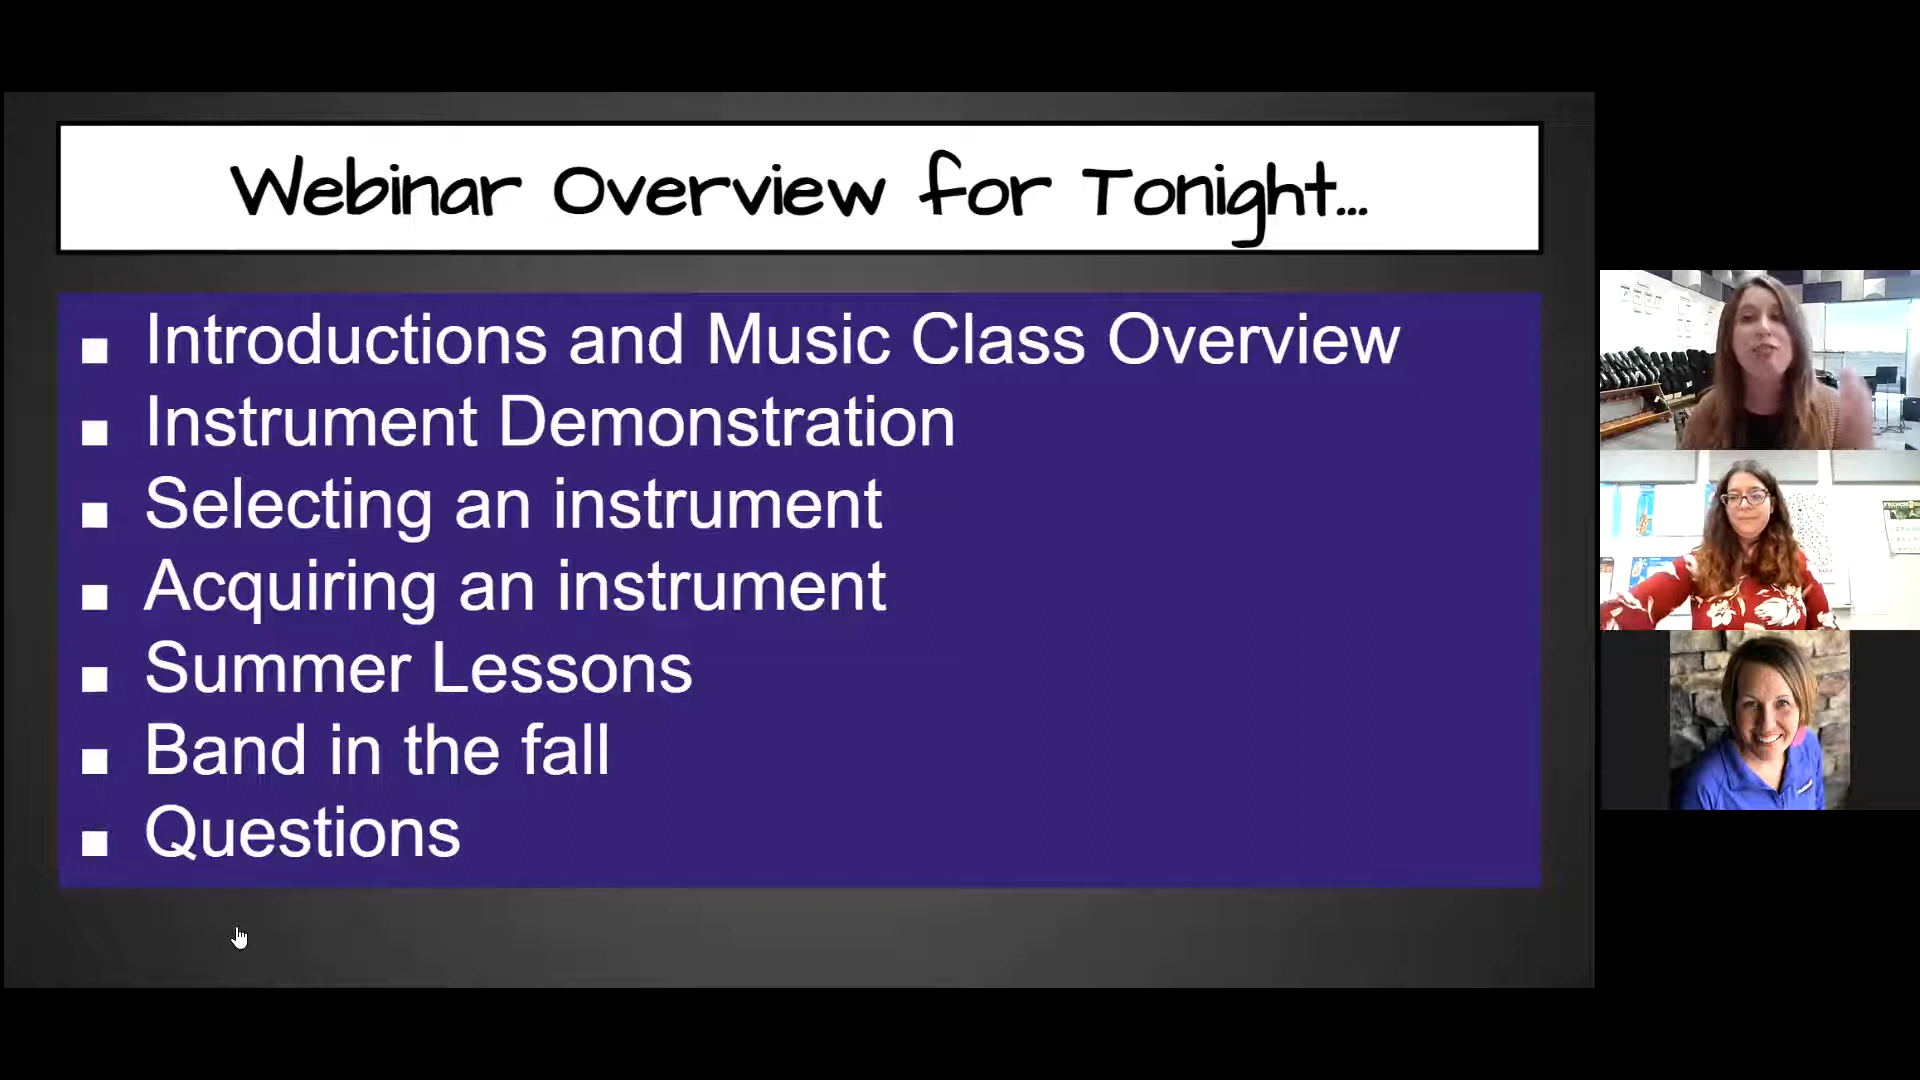 Webinar Overview for Tonight...
■ Introductions and Music Class Overview
■ Instrument Demonstration
■ Selecting an instrument
■ Acquiring an instrument
■ Summer Lessons
■ Band in the fall
■ Questions